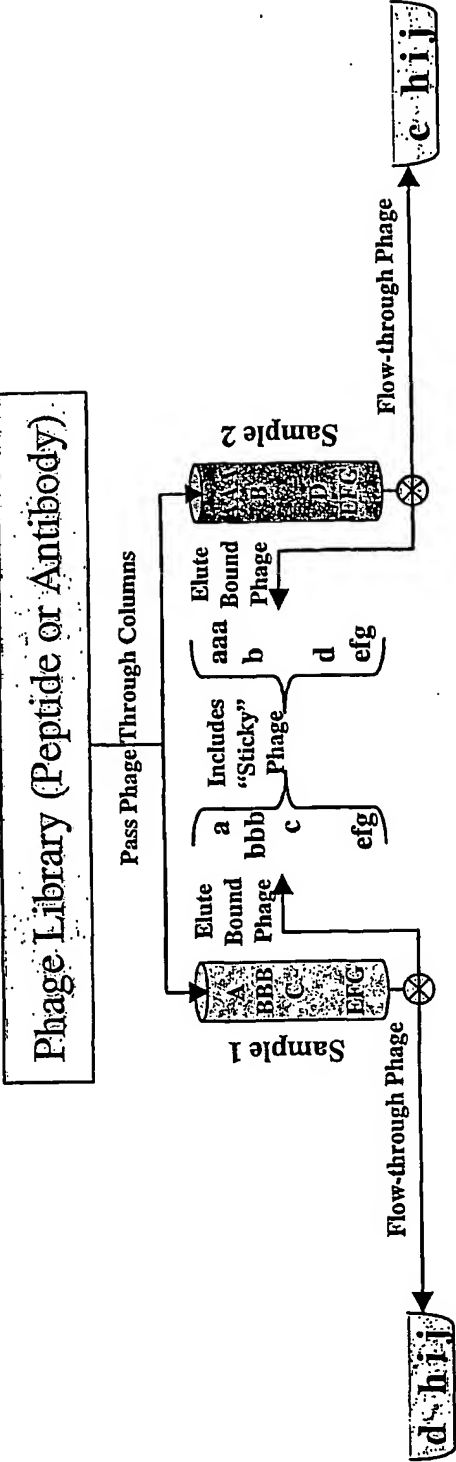 Phage Library (Peptide or Antibody)
Pass Phage Through Columns
Sample 1
A
BBB
C
EFG
Elute
Bound
Phage
a
bbb
c
efg
Includes
“Sticky”
Phage
aaa
b
d
efg
Elute
Bound
Phage
AAA
B
D
EFG
Sample 2
Flow-through Phage
d h i j
Flow-through Phage
c h i j